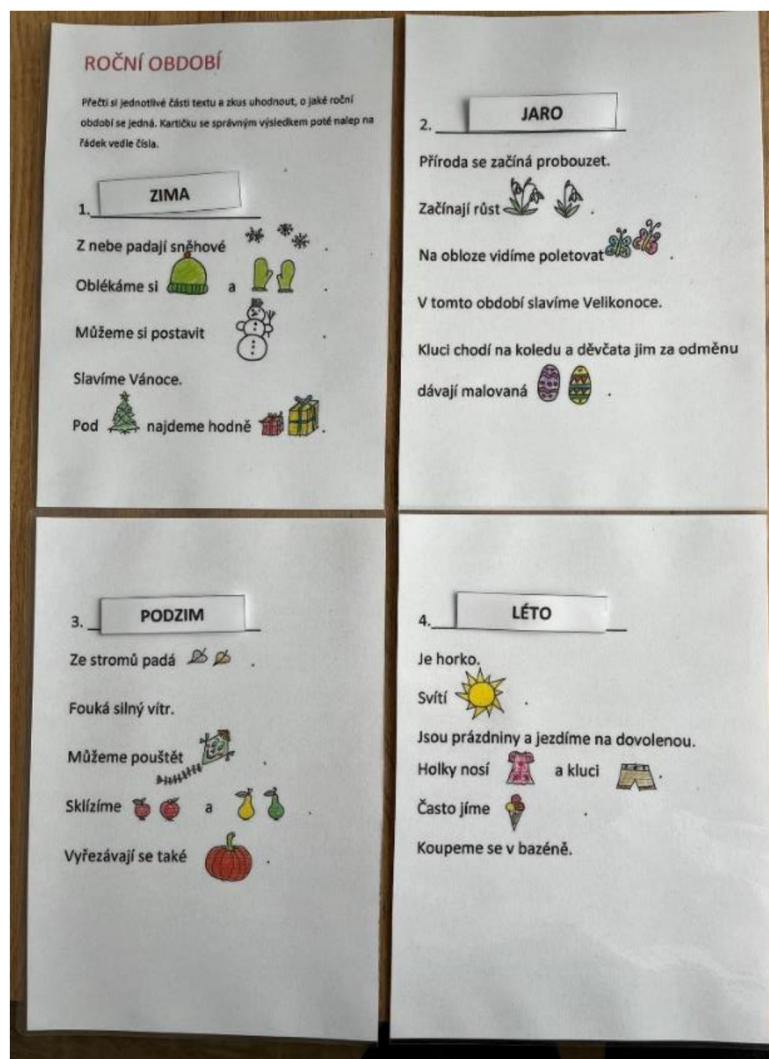 ROČNÍ OBDOBÍ
Přečti si jednotlivé části textu a zkus uhodnout, o jaké roční
období se jedná. Kartičku se správným výsledkem poté nalep na
řádek vedle čísla.
1. ZIMA
Z nebe padají sněhové .
Oblékáme si a .
Můžeme si postavit .
Slavíme Vánoce.
Pod najdeme hodně .
2. JARO
Příroda se začíná probouzet.
Začínají růst .
Na obloze vidíme poletovat .
V tomto období slavíme Velikonoce.
Kluci chodí na koledu a děvčata jim za odměnu
dávají malovaná .
3. PODZIM
Ze stromů padá .
Fouká silný vítr.
Můžeme pouštět .
Sklízíme a .
Vyřezávají se také .
4. LÉTO
Je horko.
Svítí .
Jsou prázdniny a jezdíme na dovolenou.
Holky nosí a kluci .
Často jíme .
Koupeme se v bazéně.